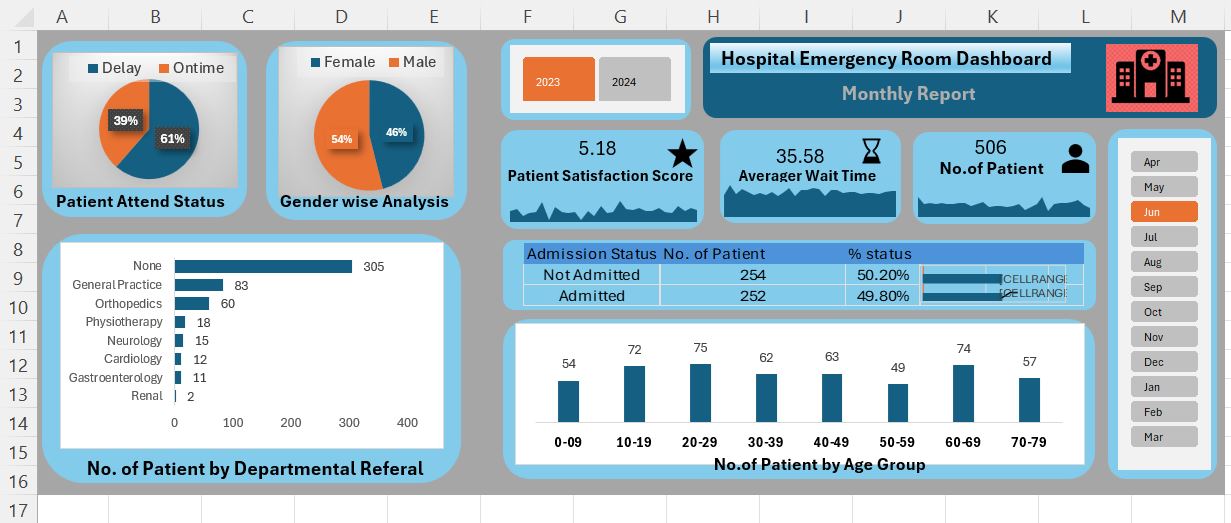 A B C D E F G H I J K L M
1
2
3
4
5
6
7
8
9
10
11
12
13
14
15
16
17
Delay Ontime
39%
61%
Patient Attend Status
Female Male
54%
46%
Gender wise Analysis
2023 2024
Hospital Emergency Room Dashboard
Monthly Report
5.18
Patient Satisfaction Score
35.58
Averager Wait Time
506
No.of Patient
Apr
May
Jun
Jul
Aug
Sep
Oct
Nov
Dec
Jan
Feb
Mar
None 305
General Practice 83
Orthopedics 60
Physiotherapy 18
Neurology 15
Cardiology 12
Gastroenterology 11
Renal 2
0 100 200 300 400
No. of Patient by Departmental Referal
Admission Status No. of Patient % status
Not Admitted 254 50.20% [CELLRANGE
Admitted 252 49.80% [CELLRANGE
54 72 75 62 63 49 74 57
0-09 10-19 20-29 30-39 40-49 50-59 60-69 70-79
No.of Patient by Age Group